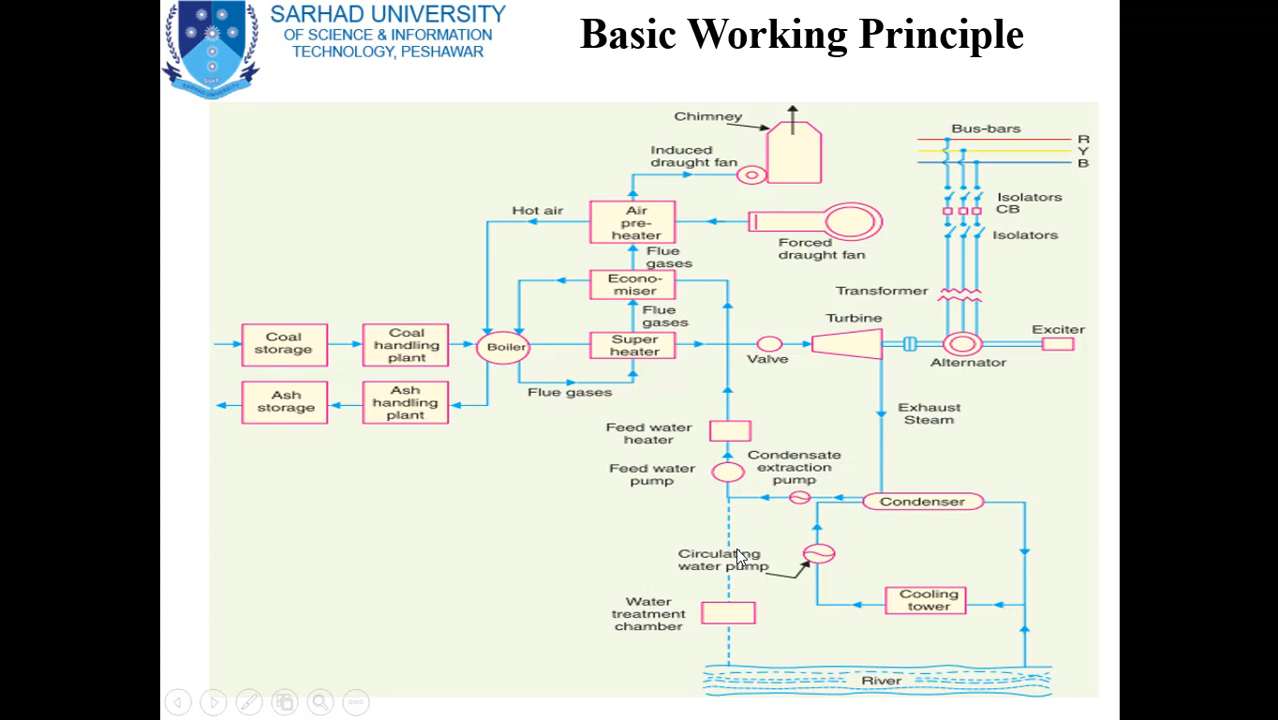 SARHAD UNIVERSITY
OF SCIENCE & INFORMATION
TECHNOLOGY, PESHAWAR
Basic Working Principle
Chimney
Induced
draught fan
Bus-bars
R
Y
B
Isolators
CB
Isolators
Hot air
Air
pre-
heater
Forced
draught fan
Flue
gases
Econo-
miser
Transformer
Flue
gases
Turbine
Exciter
Coal
storage
Coal
handling
plant
Boiler
Super
heater
Valve
Alternator
Flue gases
Ash
storage
Ash
handling
plant
Exhaust
Steam
Feed water
heater
Condensate
extraction
pump
Feed water
pump
Condenser
Circulating
water pump
Cooling
tower
Water
treatment
chamber
River